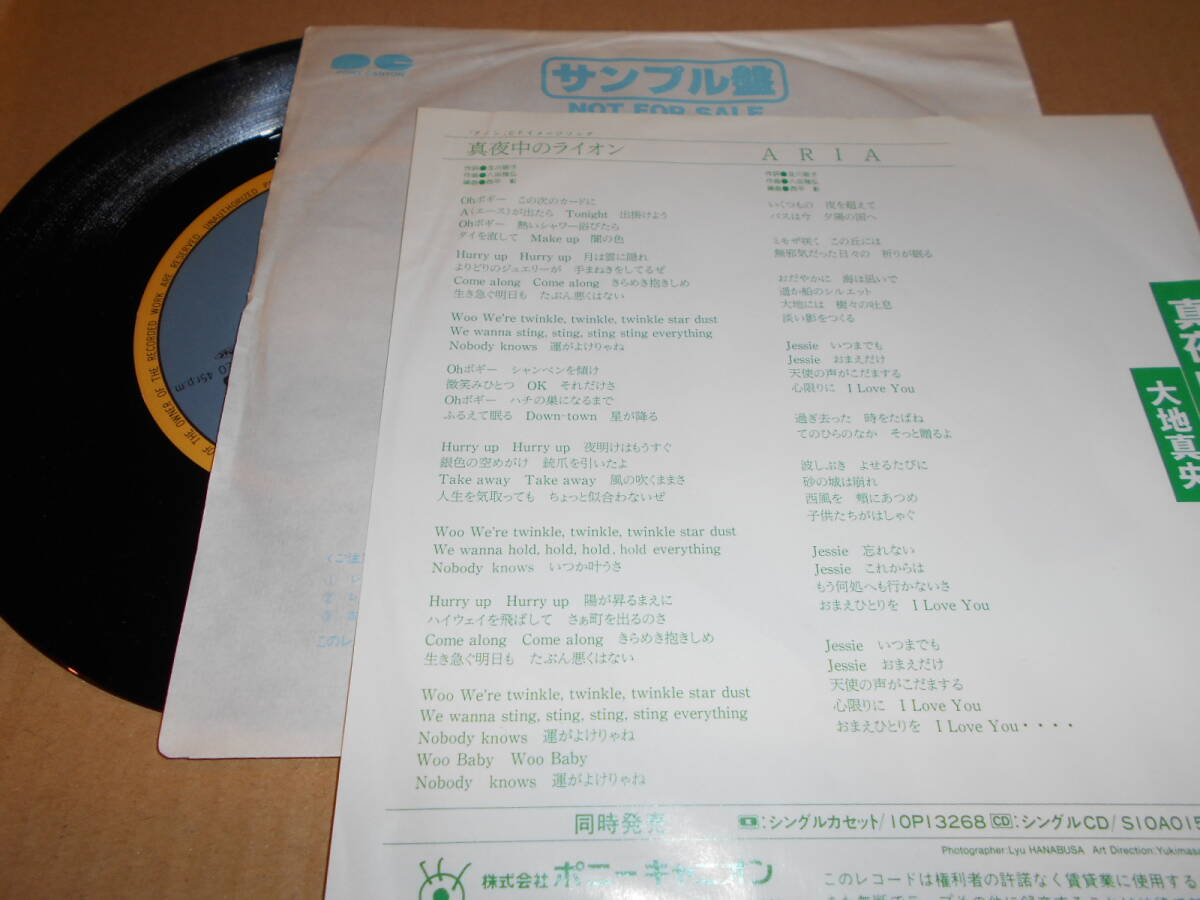 PONY CANYON
サンプル盤
NOT FOR SALE
OF THE OWNER OF THE RECORDED WORK ARE RESERVED UNAUTHORIZED
45r.p.m
真夜中のライオン
Ohボギー この次のカードに
A(エース)が出たら Tonight 出掛けよう
Ohボギー 熱いシャワー浴びたら
タイを直して Make up 闇の色
Hurry up Hurry up 月は雲に隠れ
よりどりのジュエリーが 手まねきをしてるぜ
Come along Come along きらめき抱きしめ
生き急ぐ明日も たぶん悪くはない
Woo We're twinkle, twinkle, twinkle star dust
We wanna sting, sting, sting sting everything
Nobody knows 運がよけりゃね
Ohボギー シャンペンを傾け
微笑みひとつ OK それだけさ
Ohボギー ハチの巣になるまで
ふるえて眠る Down-town 星が降る
Hurry up Hurry up 夜明けはもうすぐ
銀色の空めがけ 銃爪を引いたよ
Take away Take away 風の吹くままさ
人生を気取っても ちょっと似合わないぜ
Woo We're twinkle, twinkle, twinkle star dust
We wanna hold, hold, hold, hold everything
Nobody knows いつか叶うさ
Hurry up Hurry up 陽が昇るまえに
ハイウェイを飛ばして さぁ町を出るのさ
Come along Come along きらめき抱きしめ
生き急ぐ明日も たぶん悪くはない
Woo We're twinkle, twinkle, twinkle star dust
We wanna sting, sting, sting, sting everything
Nobody knows 運がよけりゃね
Woo Baby Woo Baby
Nobody knows 運がよけりゃね
ARIA
いくつもの 夜を超えて
バスは今 夕陽の国へ
ミモザ咲く この丘には
無邪気だった日々の 祈りが眠る
おだやかに 海は凪いで
遥か船のシルエット
大地には 樹々の吐息
淡い影をつくる
Jessie いつまでも
Jessie おまえだけ
天使の声がこだまする
心限りに I Love You
過ぎ去った 時をたばね
てのひらのなか そっと贈るよ
波しぶき よせるたびに
砂の城は崩れ
西風を 頬にあつめ
子供たちがはしゃぐ
Jessie 忘れない
Jessie これからは
もう何処へも行かないさ
おまえひとりを I Love You
Jessie いつまでも
Jessie おまえだけ
天使の声がこだまする
心限りに I Love You
おまえひとりを I Love You・・・・
真夜
大地真央
同時発売
:シングルカセット/10P13268 CD:シングルCD/S10A015
Photographer:Lyu HANABUSA Art Direction:Yukimasa
株式会社 ポニーキャニオン
このレコードは権利者の許諾なく賃貸業に使用する